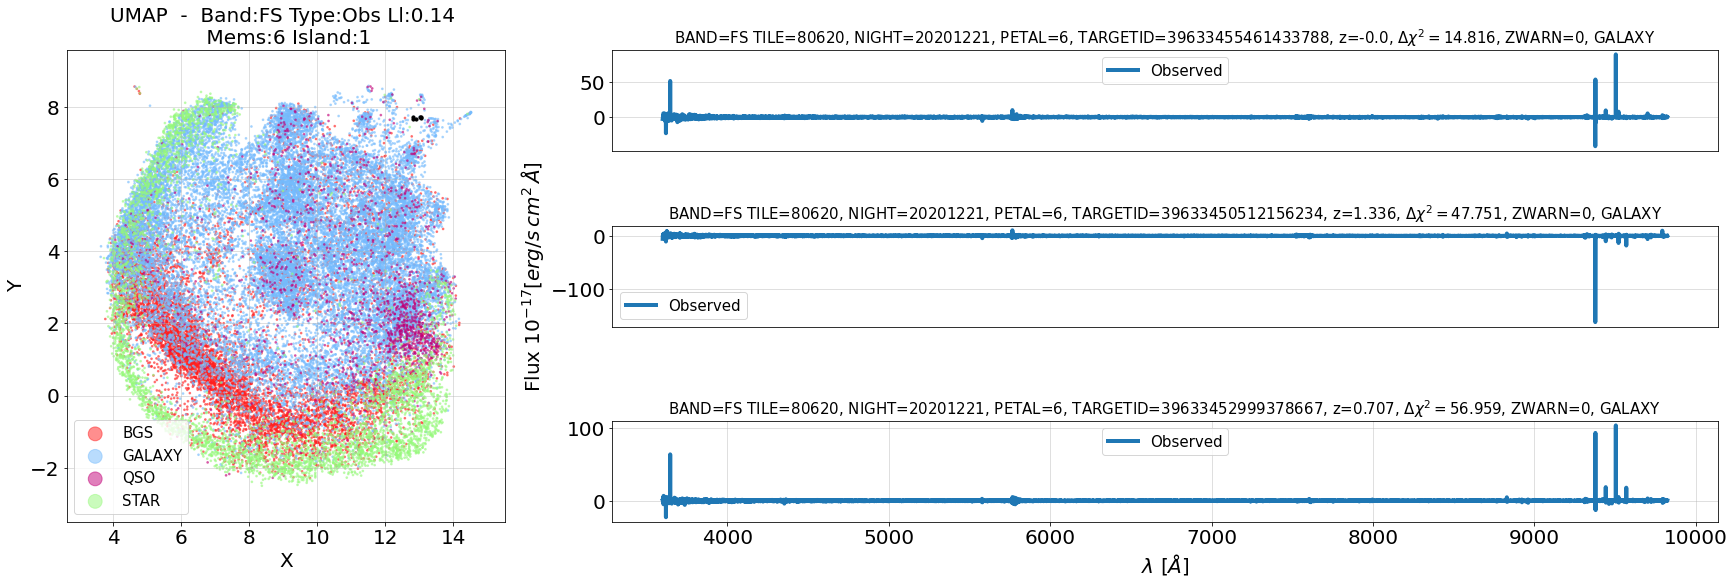 UMAP - Band:FS Type:Obs Ll:0.14
Mems:6 Island:1
Y
8
6
4
2
0
−2
4 6 8 10 12 14
X
BGS
GALAXY
QSO
STAR
Flux 10⁻¹⁷[erg/s cm² Å]
BAND=FS TILE=80620, NIGHT=20201221, PETAL=6, TARGETID=39633455461433788, z=-0.0, Δχ² = 14.816, ZWARN=0, GALAXY
50
0
Observed
BAND=FS TILE=80620, NIGHT=20201221, PETAL=6, TARGETID=39633450512156234, z=1.336, Δχ² = 47.751, ZWARN=0, GALAXY
0
−100
Observed
BAND=FS TILE=80620, NIGHT=20201221, PETAL=6, TARGETID=39633452999378667, z=0.707, Δχ² = 56.959, ZWARN=0, GALAXY
100
0
Observed
4000 5000 6000 7000 8000 9000 10000
λ [Å]